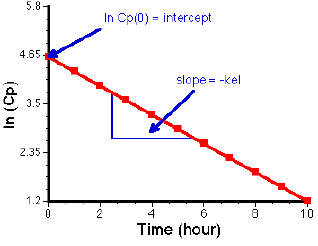 5.8
ln Cp(0) = intercept
4.65
slope = -kel
3.5
ln (Cp)
2.35
1.2
0 2 4 6 8 10
Time (hour)